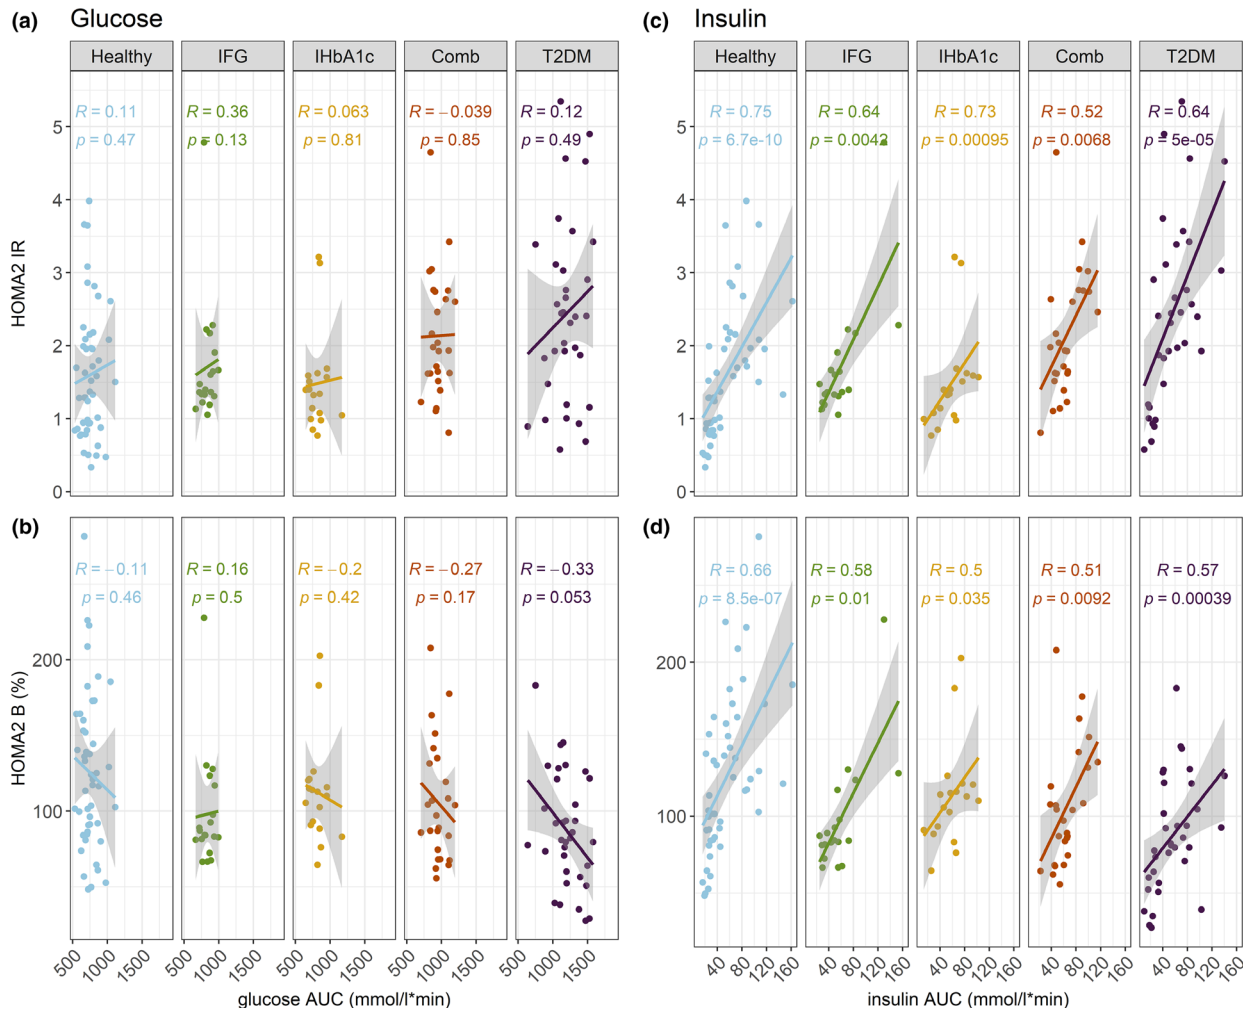 (a) Glucose
Healthy IFG IHbA1c Comb T2DM
R = 0.11 R = 0.36 R = 0.063 R = −0.039 R = 0.12
p = 0.47 p = 0.13 p = 0.81 p = 0.85 p = 0.49
HOMA2 IR
5
4
3
2
1
0
(b)
R = −0.11 R = 0.16 R = −0.2 R = −0.27 R = −0.33
p = 0.46 p = 0.5 p = 0.42 p = 0.17 p = 0.053
HOMA2 B (%)
200
100
500 1000 1500 500 1000 1500 500 1000 1500 500 1000 1500 500 1000 1500
glucose AUC (mmol/l*min)
(c) Insulin
Healthy IFG IHbA1c Comb T2DM
R = 0.75 R = 0.64 R = 0.73 R = 0.52 R = 0.64
p = 6.7e-10 p = 0.0042 p = 0.00095 p = 0.0068 p = 5e-05
5
4
3
2
1
0
(d)
R = 0.66 R = 0.58 R = 0.5 R = 0.51 R = 0.57
p = 8.5e-07 p = 0.01 p = 0.035 p = 0.0092 p = 0.00039
200
100
40 80 120 160 40 80 120 160 40 80 120 160 40 80 120 160 40 80 120 160
insulin AUC (mmol/l*min)